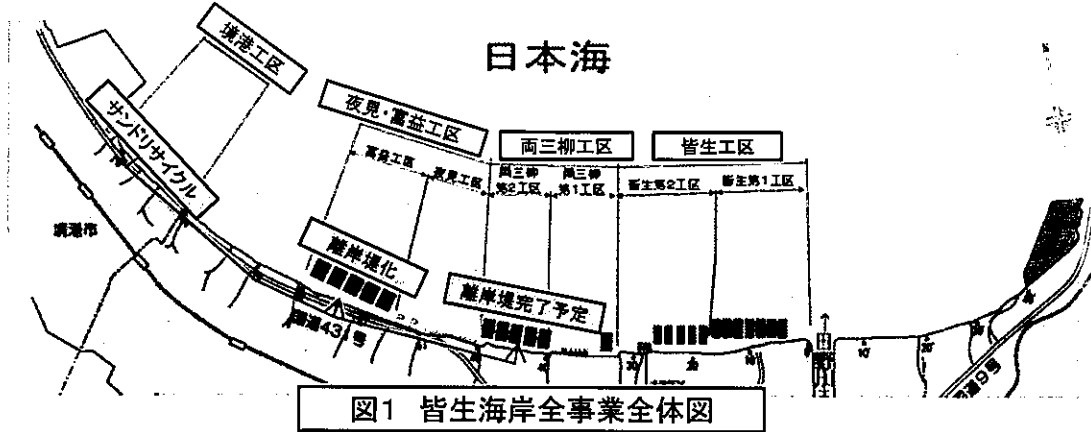 日本海
境港工区
サンドリサイクル
夜見・富益工区
両三柳工区
皆生工区
富益工区
夜見工区
両三柳
第2工区
両三柳
第1工区
皆生第2工区
皆生第1工区
境港市
離岸堤化
離岸堤完了予定
国道431号
図1 皆生海岸全事業全体図